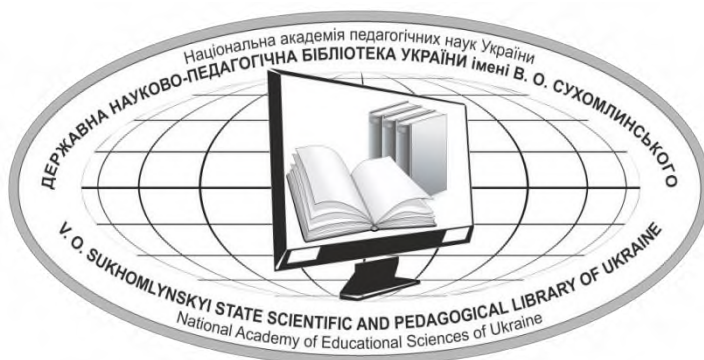 Національна академія педагогічних наук України
ДЕРЖАВНА НАУКОВО-ПЕДАГОГІЧНА БІБЛІОТЕКА УКРАЇНИ імені В. О. СУХОМЛИНСЬКОГО
V. O. SUKHOMLYNSKYI STATE SCIENTIFIC AND PEDAGOGICAL LIBRARY OF UKRAINE
National Academy of Educational Sciences of Ukraine